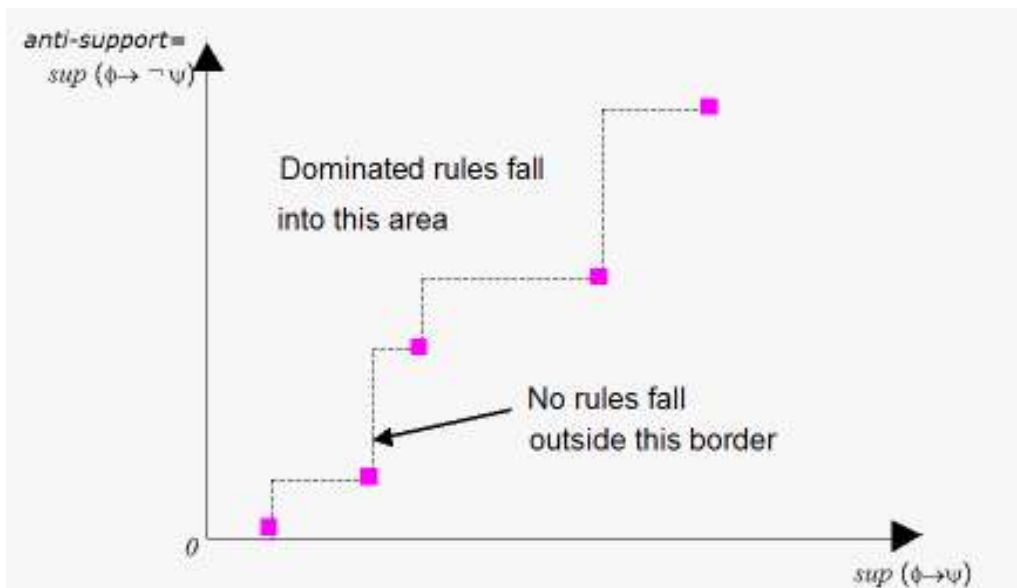 anti-support=
sup (ϕ→ ¬ψ)
Dominated rules fall
into this area
No rules fall
outside this border
0
sup (ϕ→ψ)